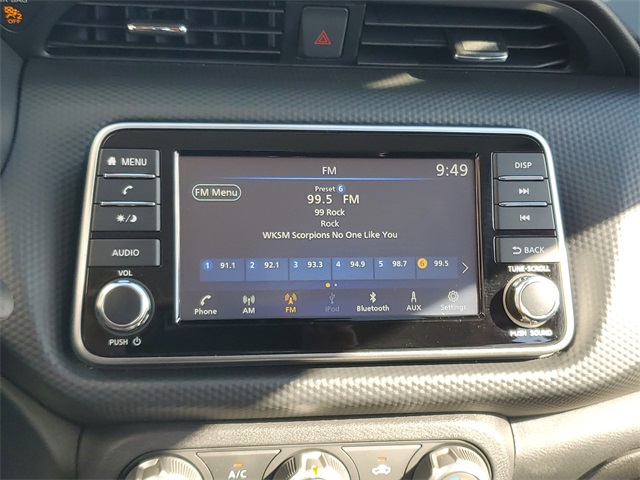 OFF
MENU
VOL
AUDIO
PUSH
FM 9:49
FM Menu
Preset 6
99.5 FM
99 Rock
Rock
WKSM Scorpions No One Like You
1 91.1 2 92.1 3 93.3 4 94.9 5 98.7 6 99.5
Phone AM FM iPod Bluetooth AUX Settings
DISP
BACK
TUNE·SCROLL
PUSH SOUND
A/C